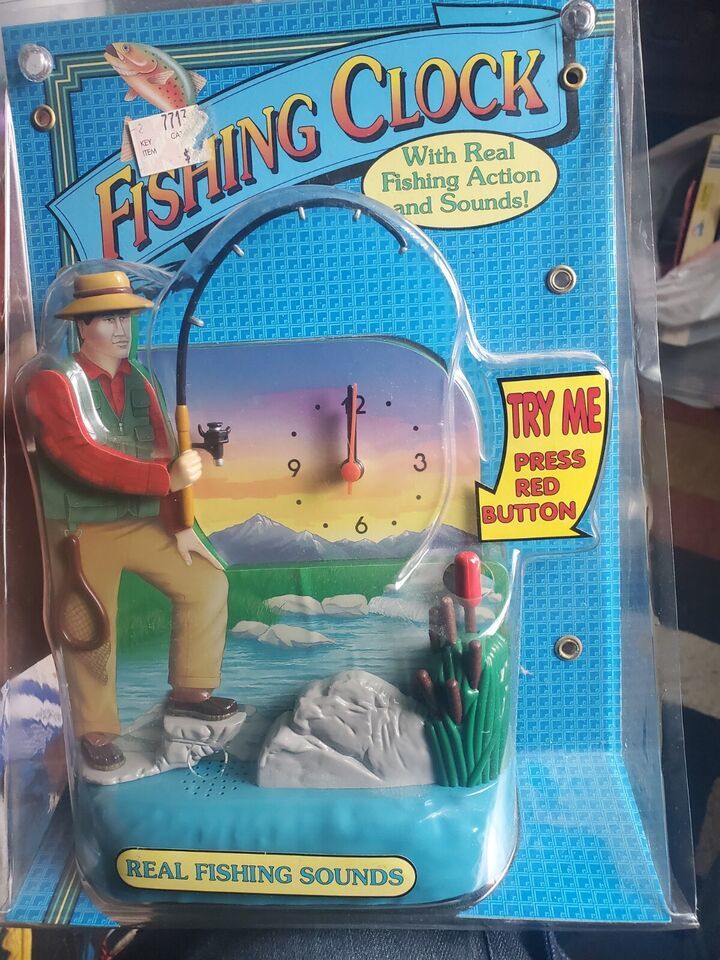 FISHING CLOCK
771
KEY
ITEM
$
With Real
Fishing Action
and Sounds!
12
9
3
6
TRY ME
PRESS
RED
BUTTON
REAL FISHING SOUNDS